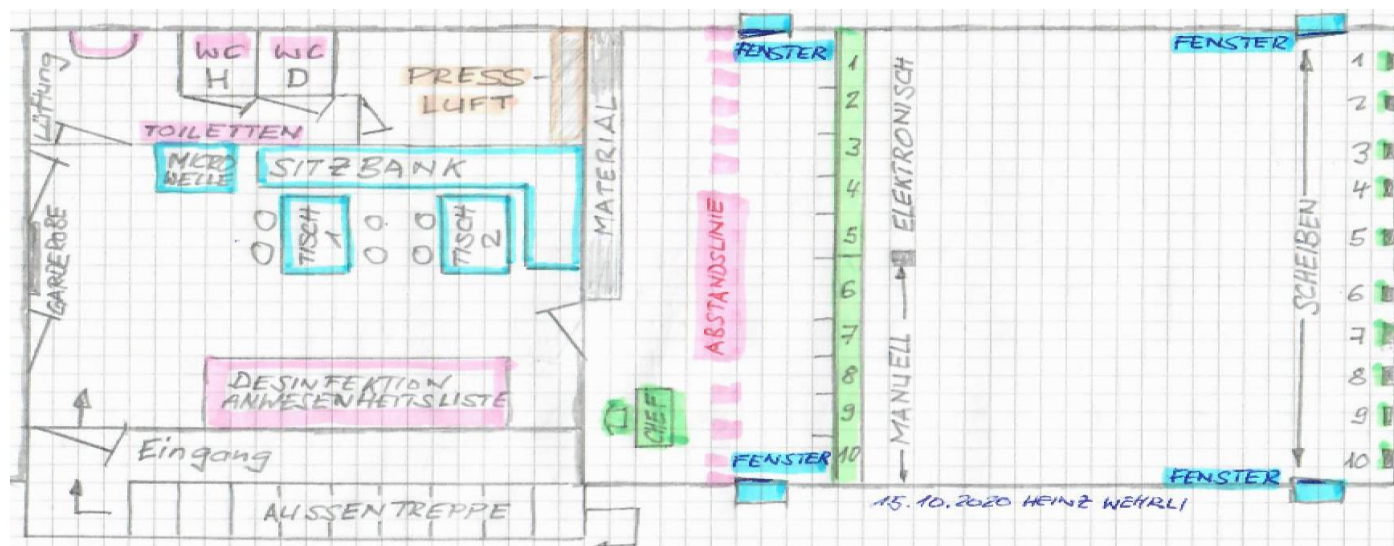 Lüftung
WC
H
WC
D
TOILETTEN
PRESS-
LUFT
MICRO
WELLE
SITZBANK
TISCH
1
TISCH
2
GARDEROBE
DESINFEKTION
ANWESENHEITSLISTE
Eingang
AUSSENTREPPE
MATERIAL
CHEF
ABSTANDSLINIE
FENSTER
FENSTER
1
2
3
4
5
6
7
8
9
10
ELEKTRONISCH
MANUELL
FENSTER
FENSTER
SCHEIBEN
1
2
3
4
5
6
7
8
9
10
15.10.2020 HEINZ WEHRLI